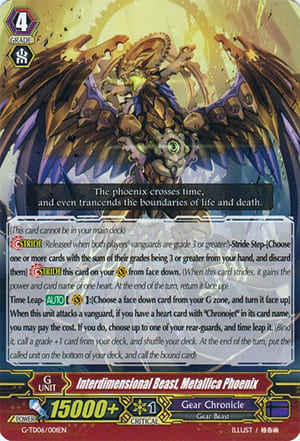 4
GRADE
The phoenix crosses time,
and even trancends the boundaries of life and death.
(This card cannot be in your main deck)
STRIDE Released when both players' vanguards are grade 3 or greater!-Stride Step-[Choose
one or more cards with the sum of their grades being 3 or greater from your hand, and discard
them] STRIDE this card on your from face down. (When this card strides, it gains the
power and card name of one heart. At the end of the turn, return it face up)
Time Leap- AUTO 1: [Choose a face down card from your G zone, and turn it face up]
When this unit attacks a vanguard, if you have a heart card with "Chronojet" in its card name,
you may pay the cost. If you do, choose up to one of your rear-guards, and time leap it. (Bind
it, call a grade +1 card from your deck, and shuffle your deck. At the end of the turn, put the
called unit on the bottom of your deck, and call the bound card)
G
UNIT
Interdimensional Beast, Metallica Phoenix
POWER
15000+
1
CRITICAL
Gear Chronicle
Gear Beast
G-TD06/001EN
ILLUST / 椿春雨